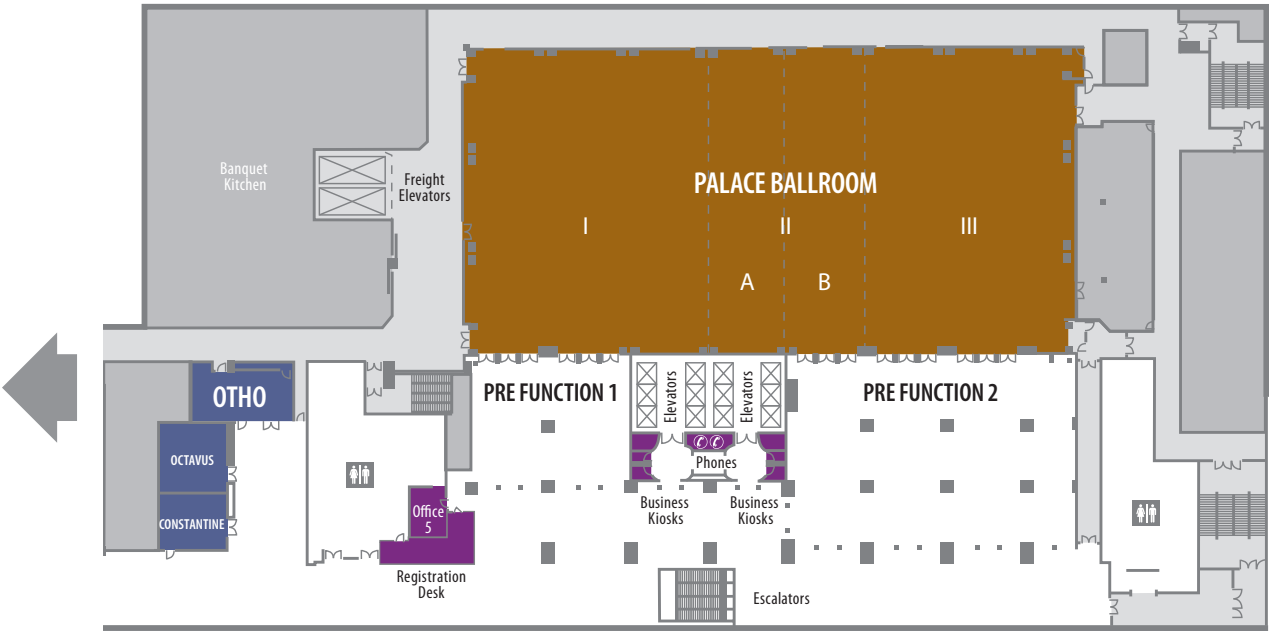 Banquet
Kitchen
Freight
Elevators
PALACE BALLROOM
I
II
III
A
B
OTHO
PRE FUNCTION 1
Elevators
Elevators
PRE FUNCTION 2
OCTAVUS
Phones
CONSTANTINE
Office
5
Business
Kiosks
Business
Kiosks
Registration
Desk
Escalators